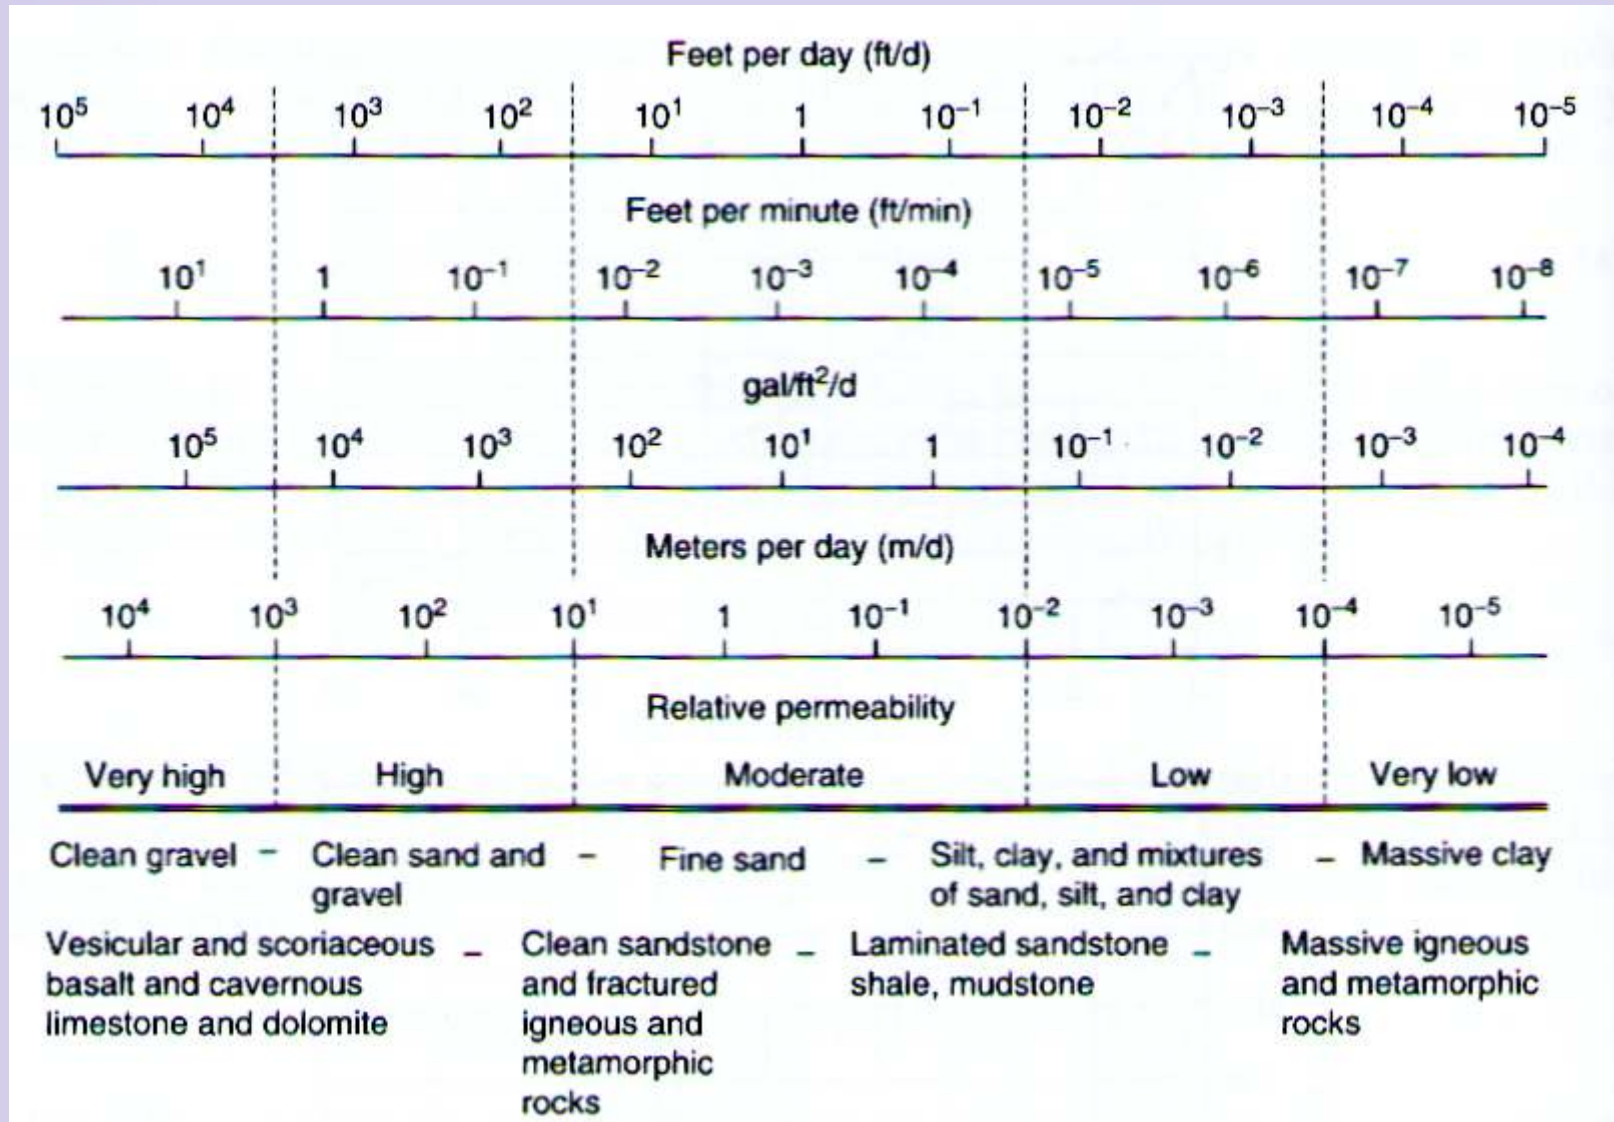 Feet per day (ft/d)
10⁵ 10⁴ 10³ 10² 10¹ 1 10⁻¹ 10⁻² 10⁻³ 10⁻⁴ 10⁻⁵
Feet per minute (ft/min)
10¹ 1 10⁻¹ 10⁻² 10⁻³ 10⁻⁴ 10⁻⁵ 10⁻⁶ 10⁻⁷ 10⁻⁸
gal/ft²/d
10⁵ 10⁴ 10³ 10² 10¹ 1 10⁻¹ 10⁻² 10⁻³ 10⁻⁴
Meters per day (m/d)
10⁴ 10³ 10² 10¹ 1 10⁻¹ 10⁻² 10⁻³ 10⁻⁴ 10⁻⁵
Relative permeability
Very high High Moderate Low Very low
Clean gravel – Clean sand and – Fine sand – Silt, clay, and mixtures – Massive clay
gravel of sand, silt, and clay
Vesicular and scoriaceous – Clean sandstone – Laminated sandstone – Massive igneous
basalt and cavernous and fractured shale, mudstone and metamorphic
limestone and dolomite igneous and rocks
metamorphic
rocks